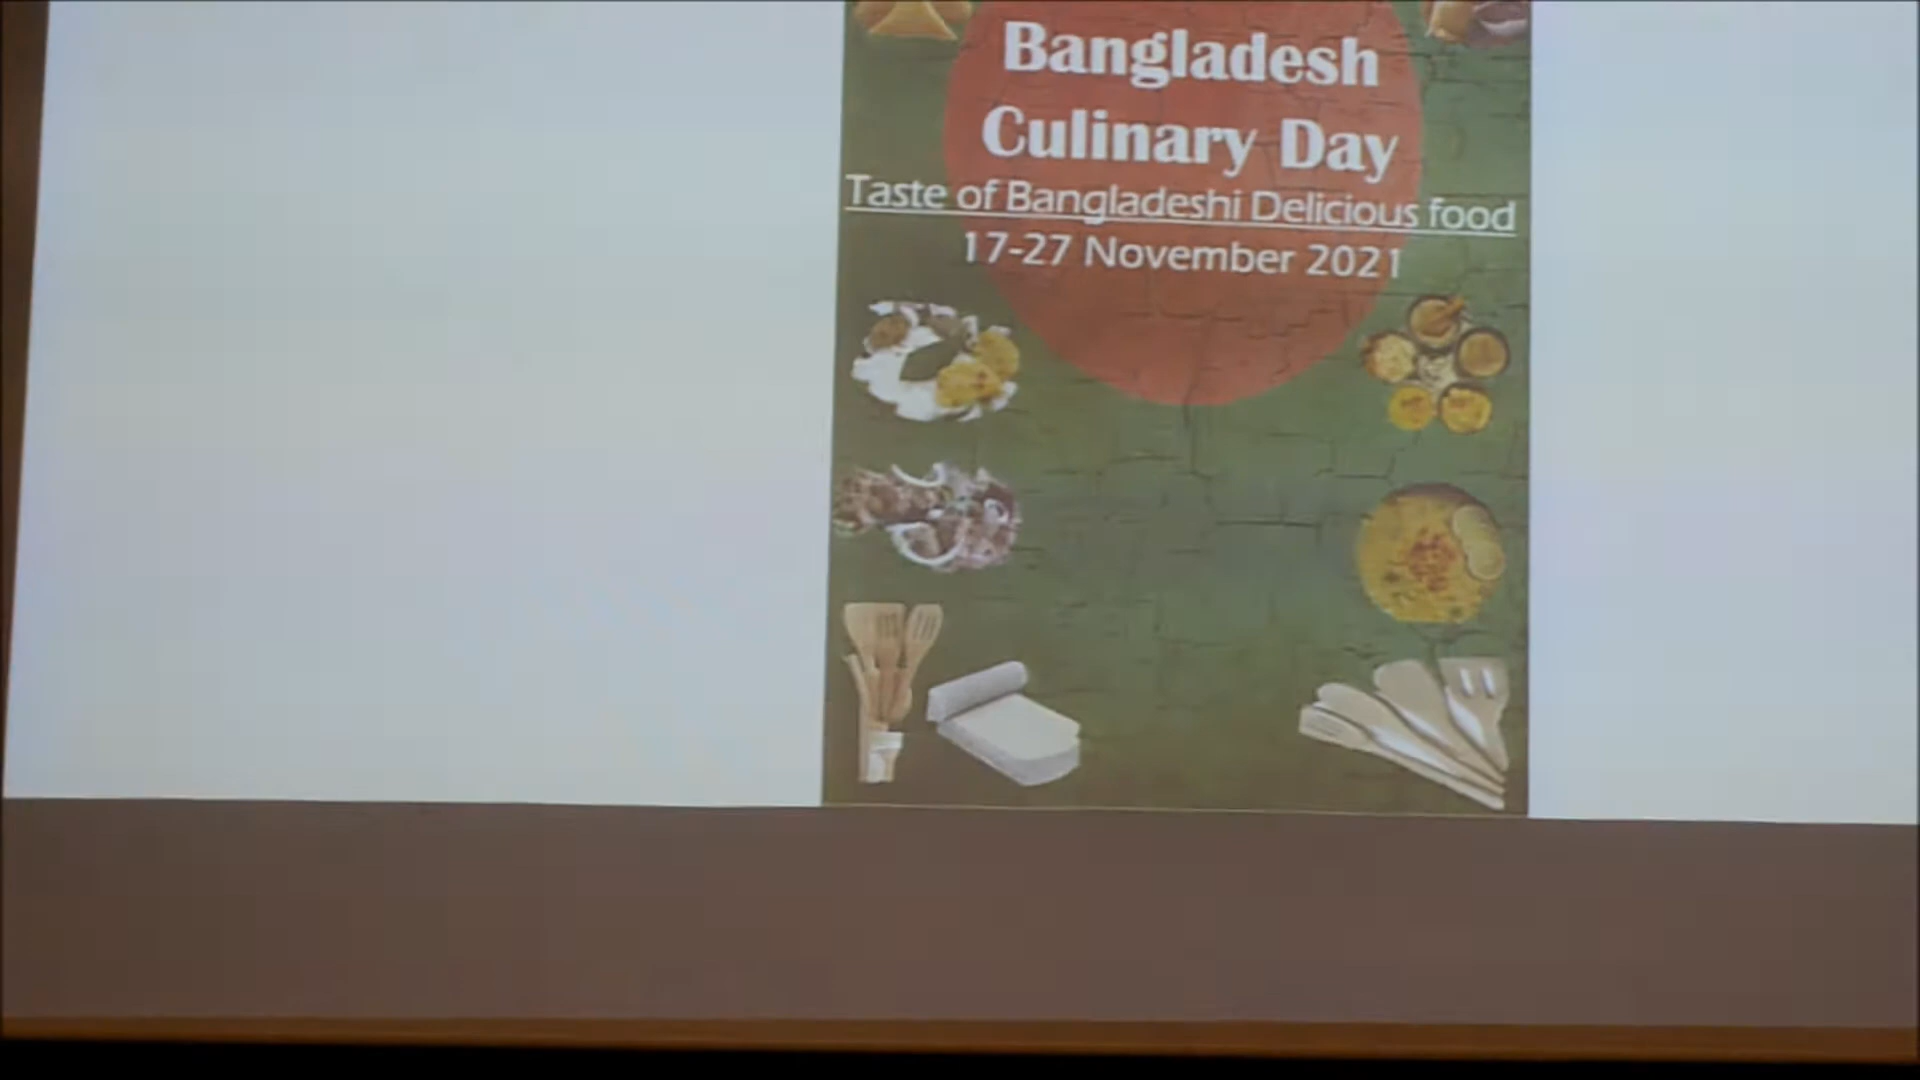 Bangladesh
Culinary Day
Taste of Bangladeshi Delicious food
17-27 November 2021